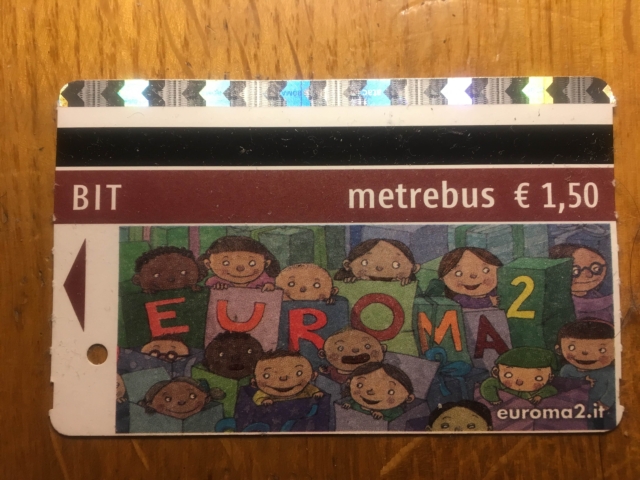 BIT metrebus € 1,50
EUROMA2
euroma2.it